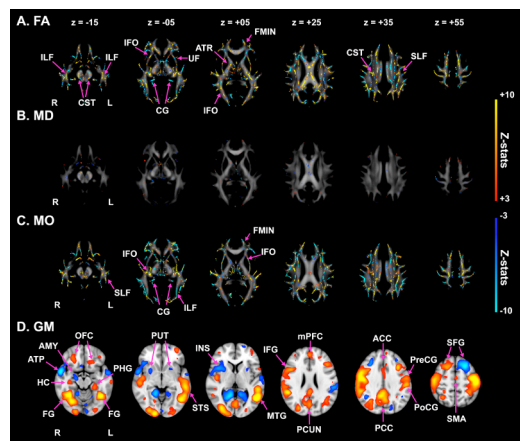 A. FA
z = -15 z = -05 z = +05 z = +25 z = +35 z = +55
IFO FMIN
ILF ILF UF ATR CST SLF
R CST L CG IFO
B. MD
R L
C. MO
FMIN
IFO IFO
SLF
R L CG ILF
+10
Z-stats
+3
-3
Z-stats
-10
D. GM
OFC PUT mPFC ACC SFG
AMY INS IFG PreCG
ATP PHG
HC PoCG
FG FG STS MTG PCUN PCC SMA
R L